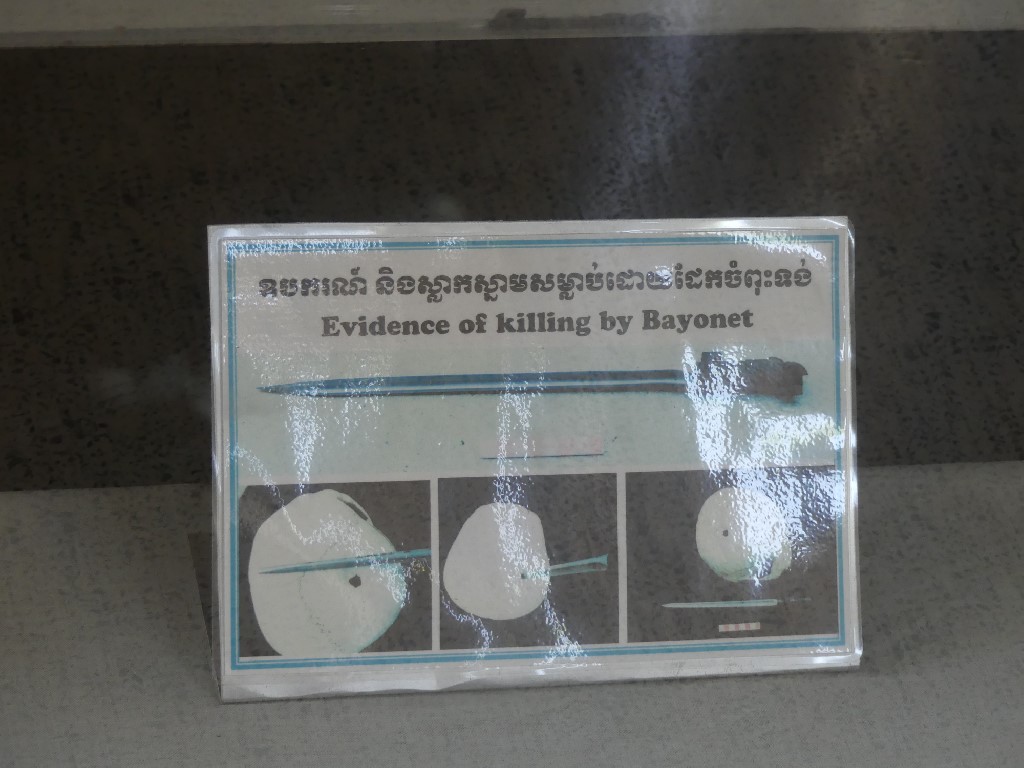 ឧបករណ៍ និងស្លាកស្នាមសម្លាប់ដោយដែកចំពុះទង់
Evidence of killing by Bayonet